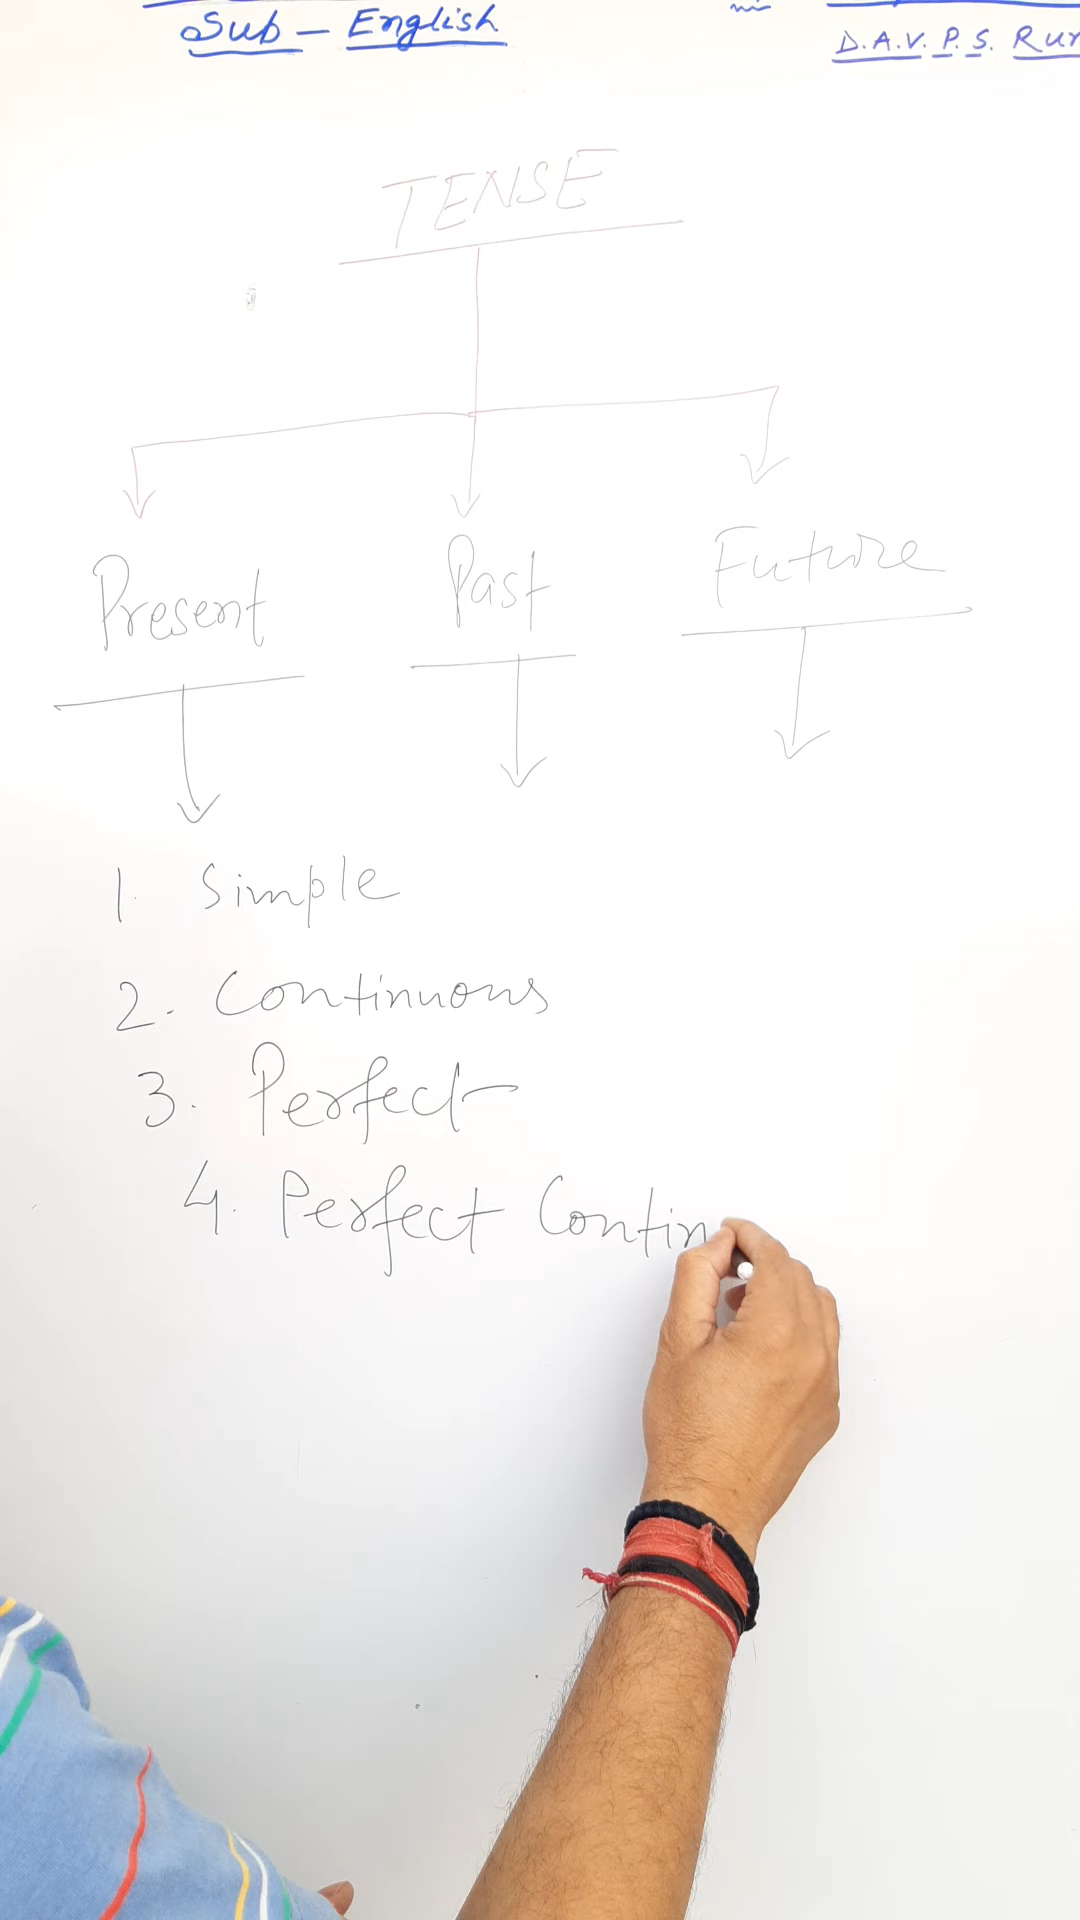 Sub - English
D.A.V. P.S.
TENSE
Present Past Future
1. Simple
2. Continuous
3. Perfect
4. Perfect Contin